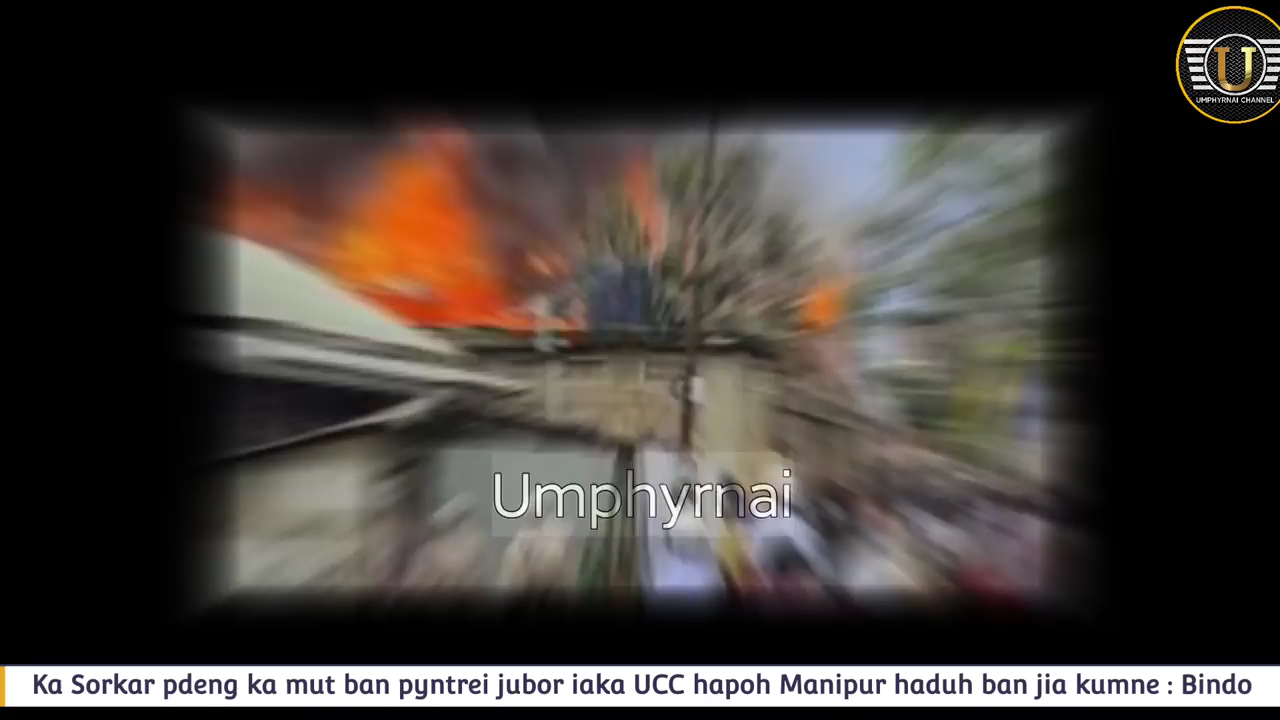 U
UMPHYRNAI CHANNEL
Umphyrnai
Ka Sorkar pdeng ka mut ban pyntrei jubor iaka UCC hapoh Manipur haduh ban jia kumne : Bindo